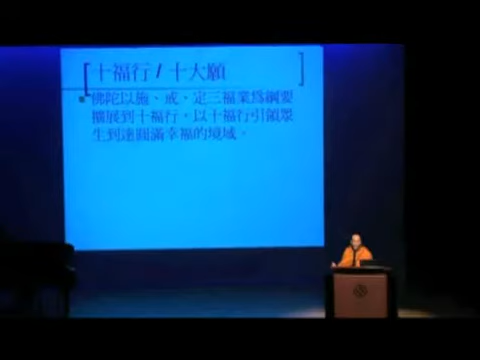 十福行 / 十大願
佛陀以施、戒、定三福業為綱要
擴展到十福行，以十福行引領眾
生到達圓滿幸福的境域。